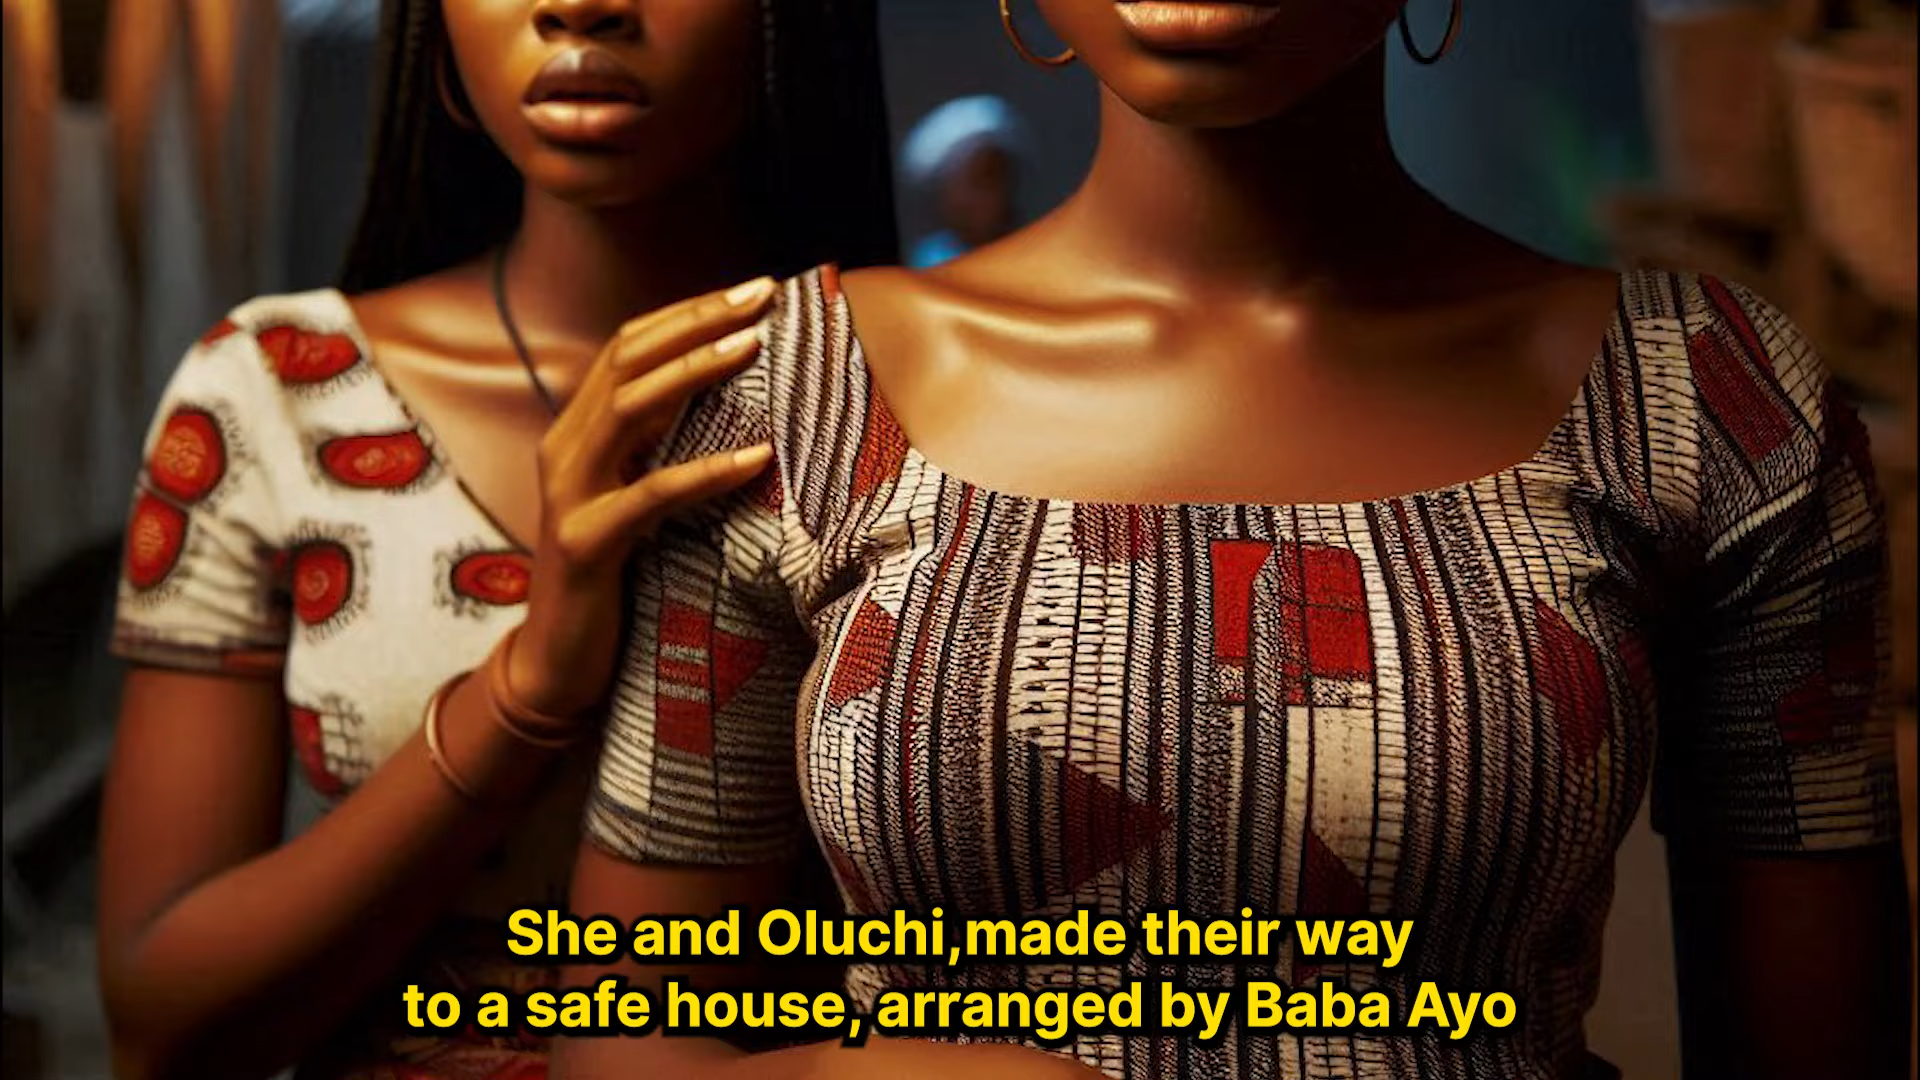 She and Oluchi,made their way
to a safe house, arranged by Baba Ayo